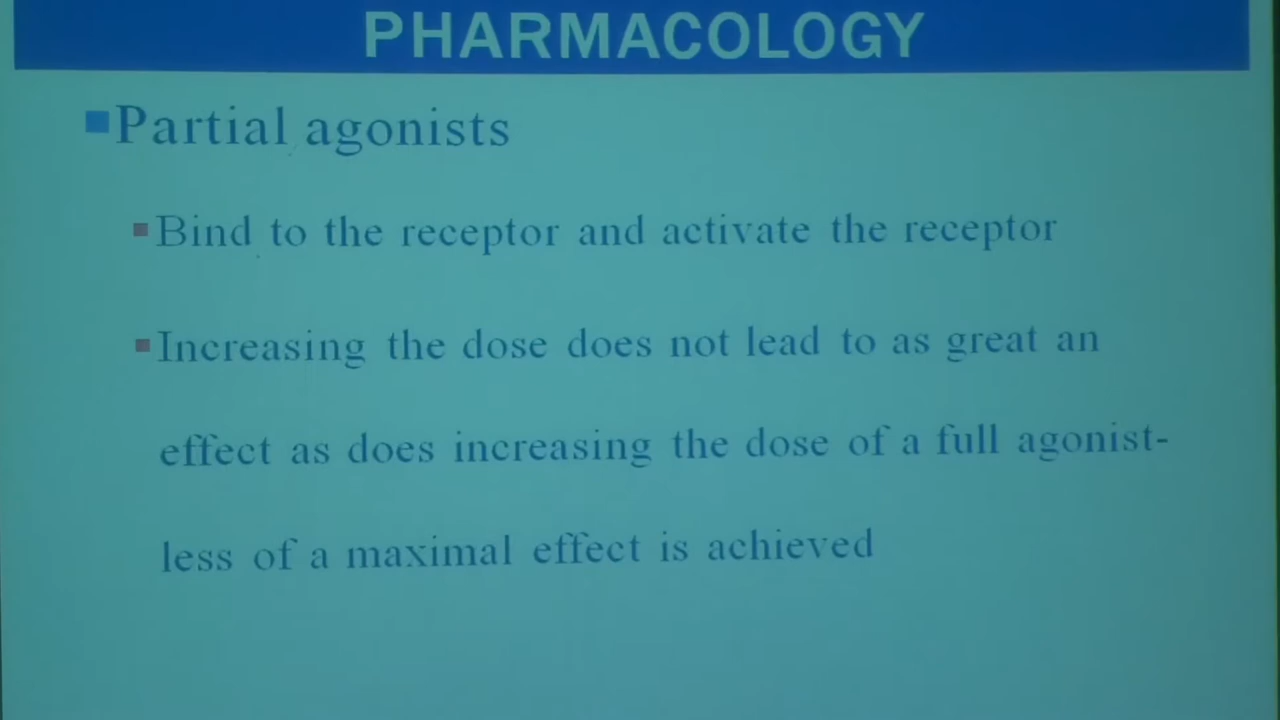 PHARMACOLOGY
Partial agonists
Bind to the receptor and activate the receptor
Increasing the dose does not lead to as great an
effect as does increasing the dose of a full agonist-
less of a maximal effect is achieved